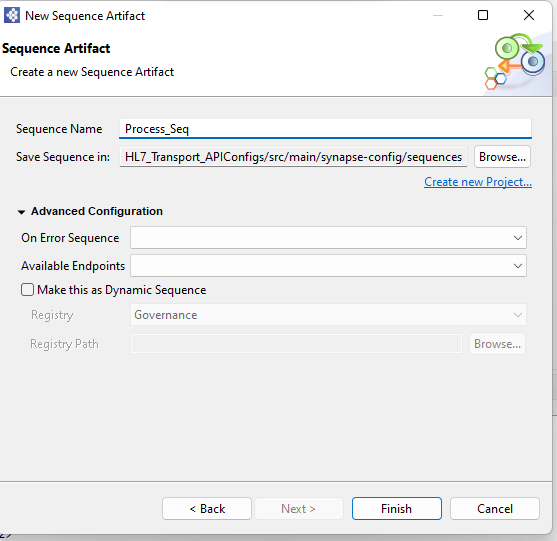 New Sequence Artifact
Sequence Artifact
Create a new Sequence Artifact
Sequence Name Process_Seq
Save Sequence in: HL7_Transport_APIConfigs/src/main/synapse-config/sequences Browse...
Create new Project...
Advanced Configuration
On Error Sequence
Available Endpoints
Make this as Dynamic Sequence
Registry Governance
Registry Path Browse...
< Back Next > Finish Cancel